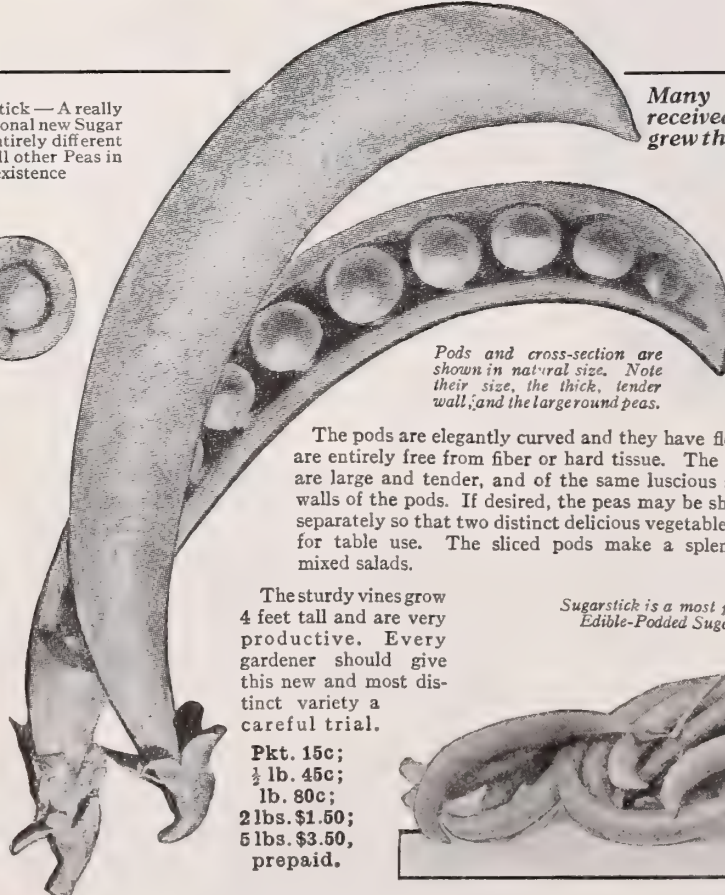 tick — A really
onal new Sugar
tirely different
ll other Peas in
existence
Many
received
grew th
Pods and cross-section are
shown in natural size. Note
their size, the thick, tender
wall, and the large round peas.
The pods are elegantly curved and they have fl
are entirely free from fiber or hard tissue. The
are large and tender, and of the same luscious
walls of the pods. If desired, the peas may be sh
separately so that two distinct delicious vegetable
for table use. The sliced pods make a splen
mixed salads.
The sturdy vines grow
4 feet tall and are very
productive. Every
gardener should give
this new and most dis-
tinct variety a
careful trial.
Pkt. 15c;
½ lb. 45c;
lb. 80c;
2 lbs. $1.50;
5 lbs. $3.50,
prepaid.
Sugarstick is a most
Edible-Podded Suga